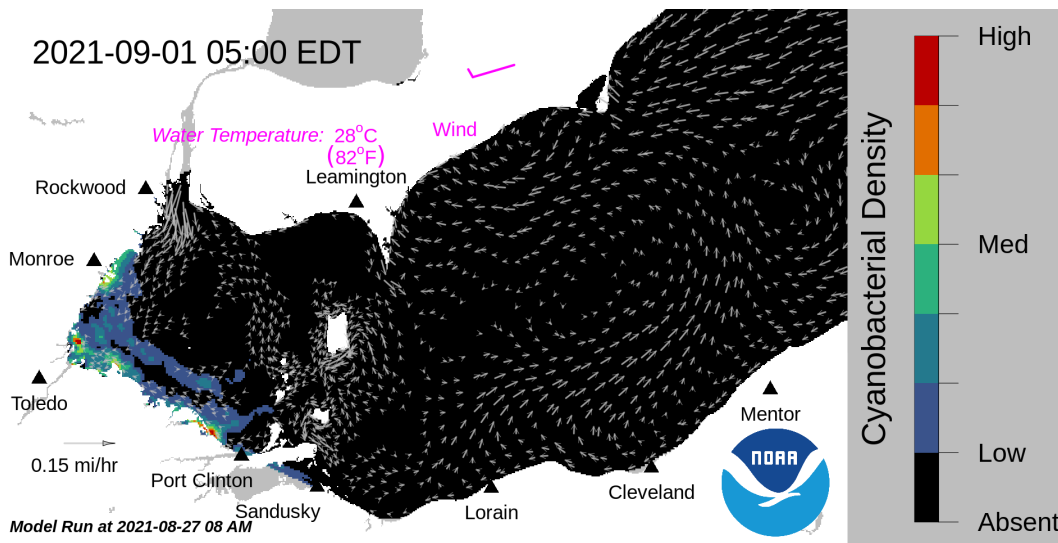 2021-09-01 05:00 EDT
Water Temperature: 28°C
(82°F)
Wind
Leamington
Rockwood
Monroe
Toledo
0.15 mi/hr
Port Clinton
Sandusky
Lorain
Cleveland
Mentor
NOAA
Model Run at 2021-08-27 08 AM
Cyanobacterial Density
High
Med
Low
Absent